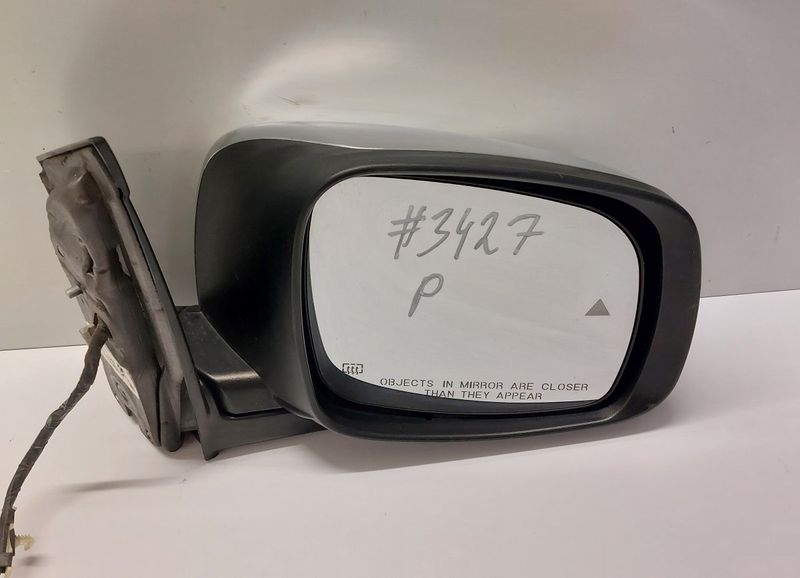 #3427
P
OBJECTS IN MIRROR ARE CLOSER
THAN THEY APPEAR